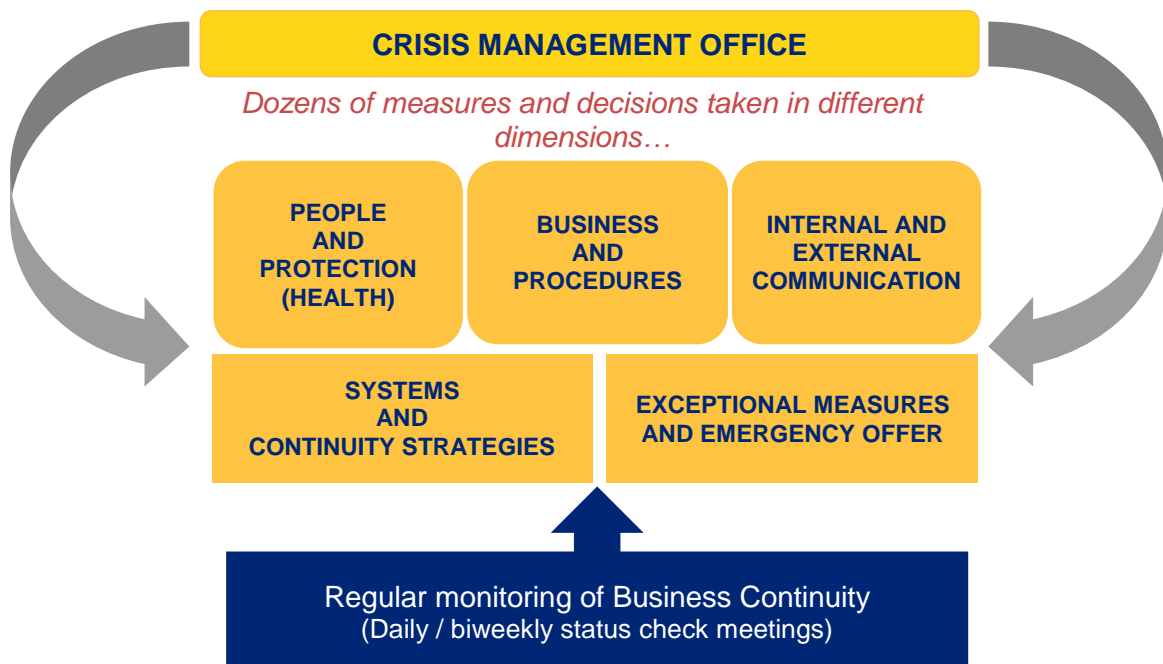 CRISIS MANAGEMENT OFFICE
Dozens of measures and decisions taken in different
dimensions…
PEOPLE
AND
PROTECTION
(HEALTH)
BUSINESS
AND
PROCEDURES
INTERNAL AND
EXTERNAL
COMMUNICATION
SYSTEMS
AND
CONTINUITY STRATEGIES
EXCEPTIONAL MEASURES
AND EMERGENCY OFFER
Regular monitoring of Business Continuity
(Daily / biweekly status check meetings)